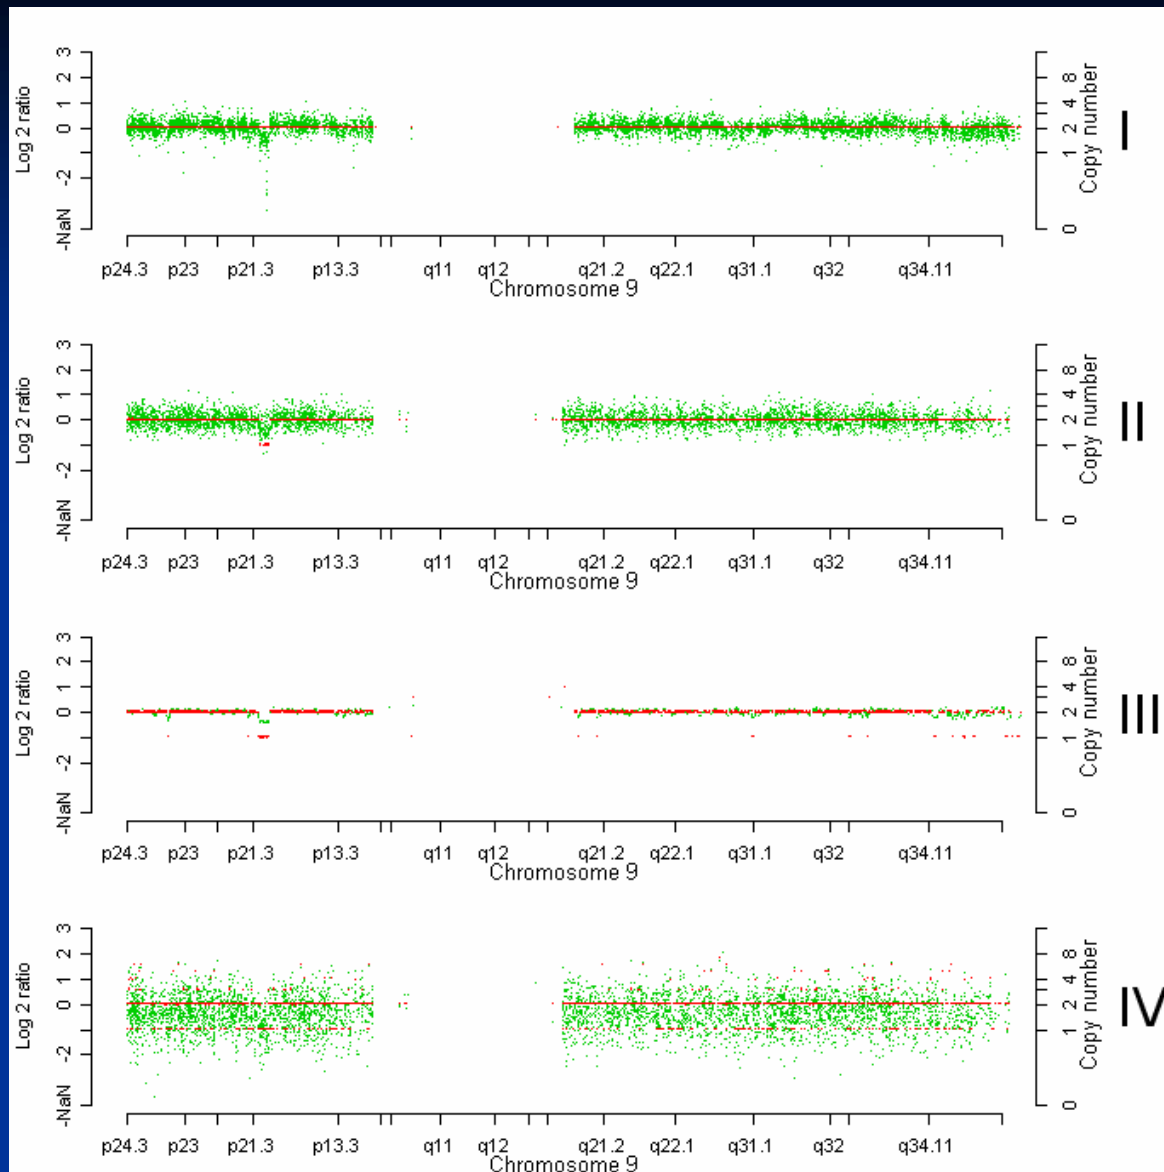 3
2
1
0
-2
-NaN
Log 2 ratio
8
4
2
1
0
Copy number
I
p24.3 p23 p21.3 p13.3 q11 q12 q21.2 q22.1 q31.1 q32 q34.11
Chromosome 9
3
2
1
0
-2
-NaN
Log 2 ratio
8
4
2
1
0
Copy number
II
p24.3 p23 p21.3 p13.3 q11 q12 q21.2 q22.1 q31.1 q32 q34.11
Chromosome 9
3
2
1
0
-2
-NaN
Log 2 ratio
8
4
2
1
0
Copy number
III
p24.3 p23 p21.3 p13.3 q11 q12 q21.2 q22.1 q31.1 q32 q34.11
Chromosome 9
3
2
1
0
-2
-NaN
Log 2 ratio
8
4
2
1
0
Copy number
IV
p24.3 p23 p21.3 p13.3 q11 q12 q21.2 q22.1 q31.1 q32 q34.11
Chromosome 9